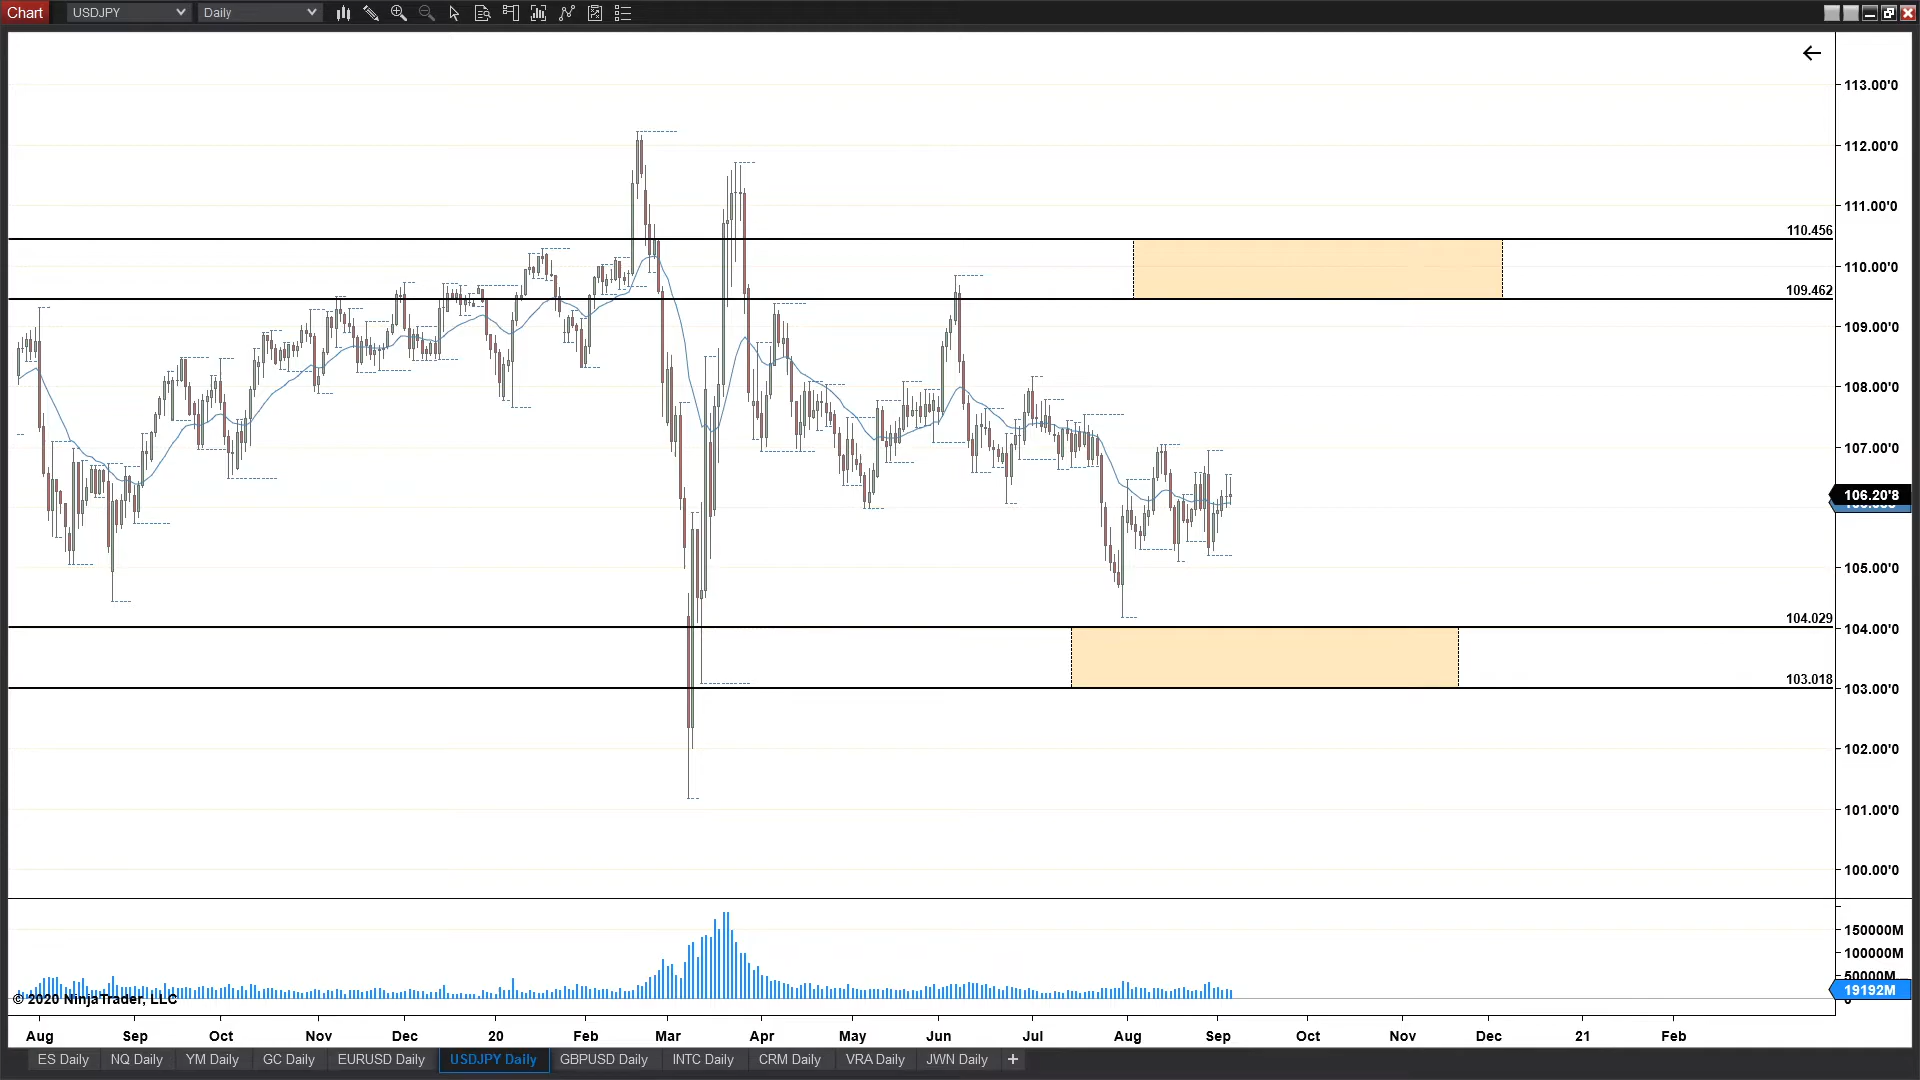 Chart USDJPY Daily
113.00'0
112.00'0
111.00'0
110.456
110.00'0
109.462
109.00'0
108.00'0
107.00'0
106.20'8
105.00'0
104.029
104.00'0
103.018
103.00'0
102.00'0
101.00'0
100.00'0
150000M
100000M
50000M
19192M
0
© 2020 NinjaTrader, LLC
Aug Sep Oct Nov Dec 20 Feb Mar Apr May Jun Jul Aug Sep Oct Nov Dec 21 Feb
ES Daily NQ Daily YM Daily GC Daily EURUSD Daily USDJPY Daily GBPUSD Daily INTC Daily CRM Daily VRA Daily JWN Daily +